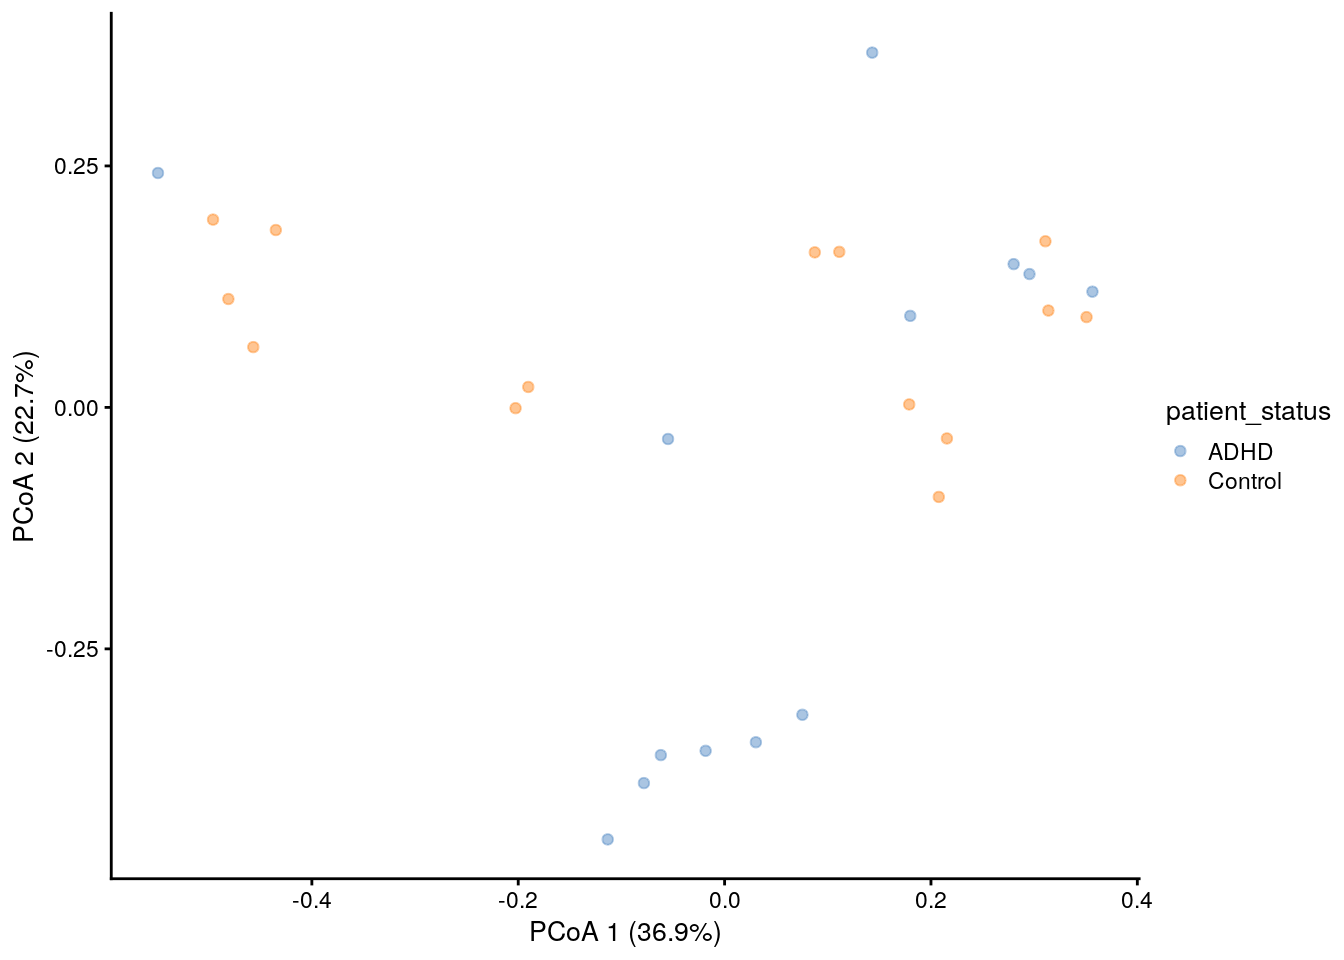 0.25
0.00
-0.25
PCoA 2 (22.7%)
-0.4
-0.2
0.0
0.2
0.4
PCoA 1 (36.9%)
patient_status
ADHD
Control